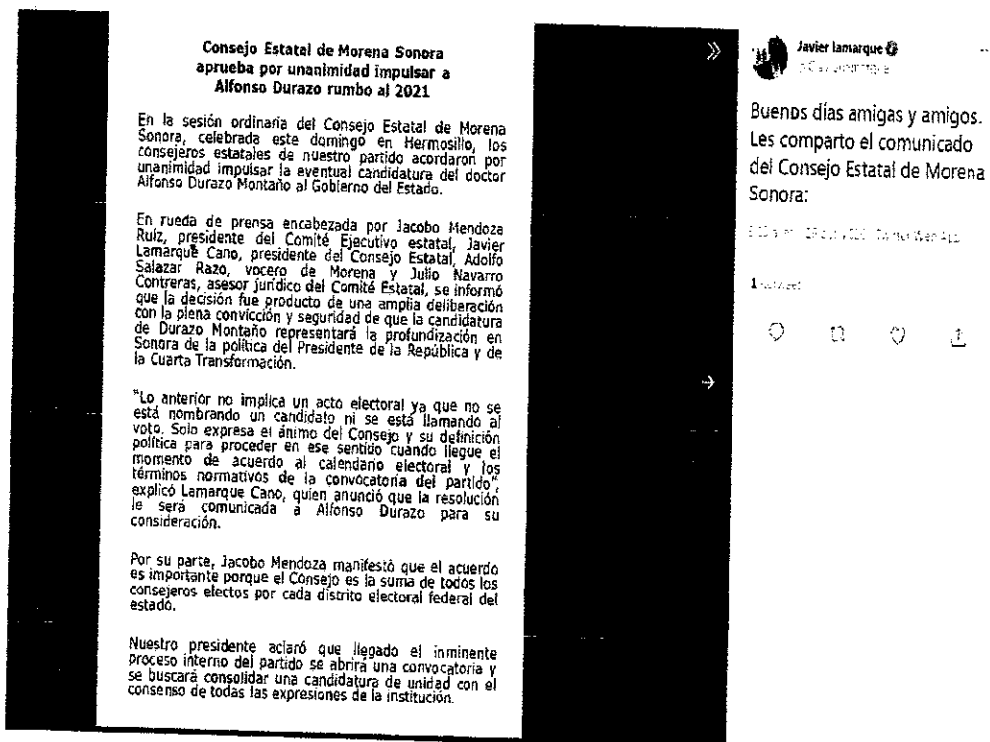 Consejo Estatal de Morena Sonora
aprueba por unanimidad impulsar a
Alfonso Durazo rumbo al 2021
En la sesión ordinaria del Consejo Estatal de Morena
Sonora, celebrada este domingo en Hermosillo, los
consejeros estatales de nuestro partido acordaron por
unanimidad impulsar la eventual candidatura del doctor
Alfonso Durazo Montaño al Gobierno del Estado.
En rueda de prensa encabezada por Jacobo Mendoza
Ruiz, presidente del Comité Ejecutivo estatal, Javier
Lamarque Cano, presidente del Consejo Estatal, Adolfo
Salazar Razo, vocero de Morena y Julio Navarro
Contreras, asesor jurídico del Comité Estatal, se informó
que la decisión fue producto de una amplia deliberación
con la plena convicción y seguridad de que la candidatura
de Durazo Montaño representará la profundización en
Sonora de la política del Presidente de la República y de
la Cuarta Transformación.
"Lo anterior no implica un acto electoral ya que no se
está nombrando un candidato ni se está llamando al
voto. Solo expresa el ánimo del Consejo y su definición
política para proceder en ese sentido cuando llegue el
momento de acuerdo al calendario electoral y los
términos normativos de la convocatoria del partido",
explicó Lamarque Cano, quien anunció que la resolución
le será comunicada a Alfonso Durazo para su
consideración.
Por su parte, Jacobo Mendoza manifestó que el acuerdo
es importante porque el Consejo es la suma de todos los
consejeros electos por cada distrito electoral federal del
estado.
Nuestro presidente aclaró que llegado el inminente
proceso interno del partido se abrirá una convocatoria y
se buscará consolidar una candidatura de unidad con el
consenso de todas las expresiones de la institución.
Javier lamarque
Buenos días amigas y amigos.
Les comparto el comunicado
del Consejo Estatal de Morena
Sonora:
1